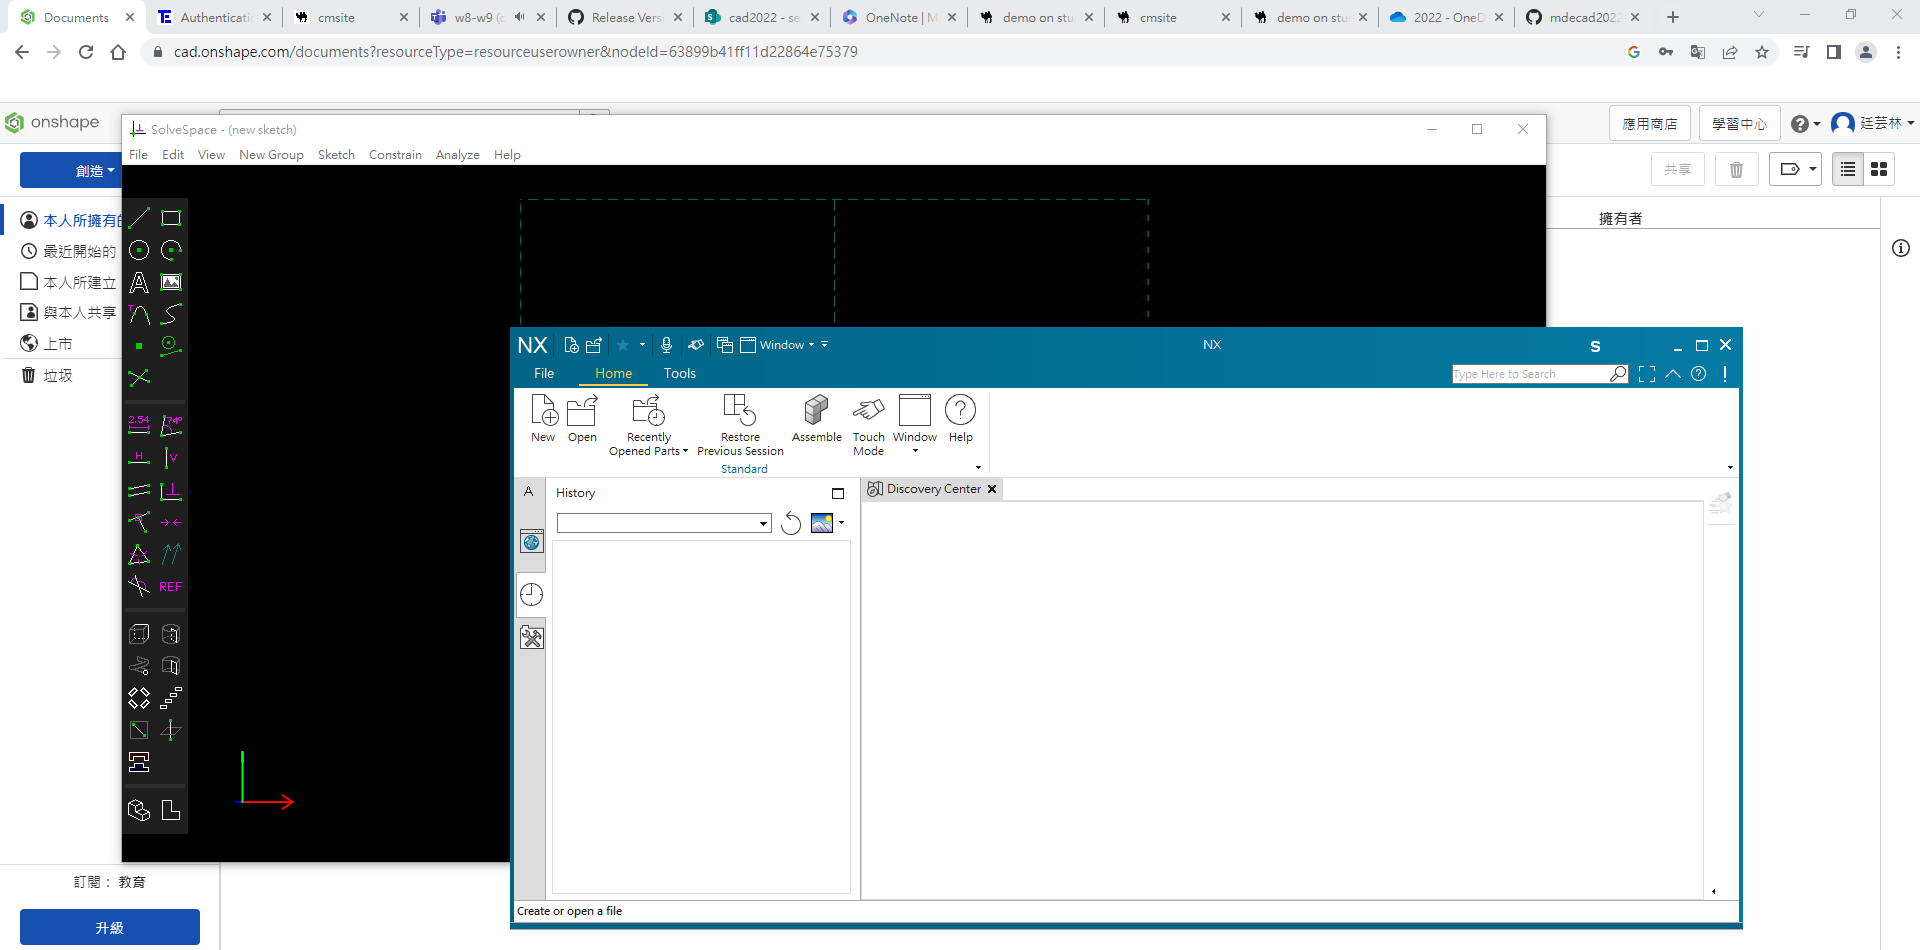 Documents
Authenticati
cmsite
w8-w9 (c
Release Vers
cad2022 - se
OneNote | M
demo on stu
cmsite
demo on stu
2022 - OneD
mdecad2022
cad.onshape.com/documents?resourceType=resourceuserowner&nodeId=63899b41ff11d22864e75379
onshape
應用商店
學習中心
廷芸林
創造
共享
本人所擁有的
最近開始的
本人所建立
與本人共享
上市
垃圾
擁有者
訂閱： 教育
升級
SolveSpace - (new sketch)
File Edit View New Group Sketch Constrain Analyze Help
A
T
2.54 74°
H V
REF
NX
Window
NX
S
File Home Tools
Type Here to Search
New
Open
Recently
Opened Parts
Restore
Previous Session
Assemble
Touch
Mode
Window
Help
Standard
A
History
Discovery Center
Create or open a file